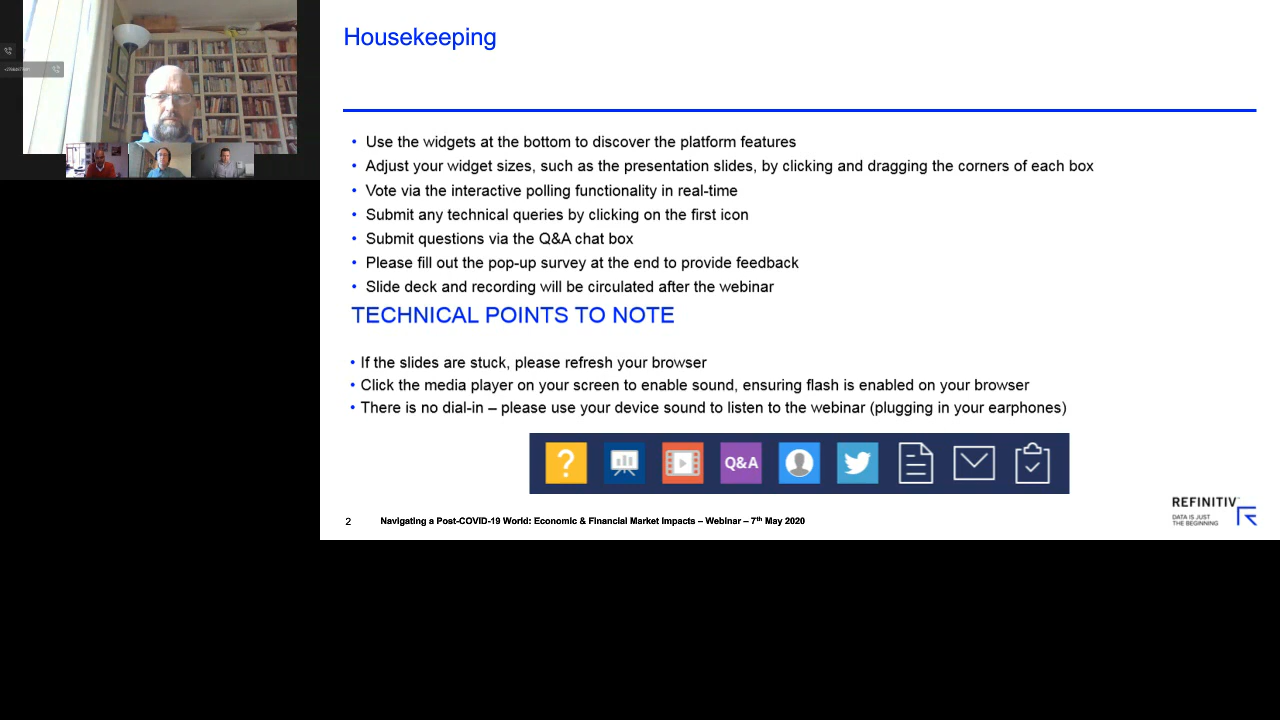 Housekeeping
• Use the widgets at the bottom to discover the platform features
• Adjust your widget sizes, such as the presentation slides, by clicking and dragging the corners of each box
• Vote via the interactive polling functionality in real-time
• Submit any technical queries by clicking on the first icon
• Submit questions via the Q&A chat box
• Please fill out the pop-up survey at the end to provide feedback
• Slide deck and recording will be circulated after the webinar
TECHNICAL POINTS TO NOTE
• If the slides are stuck, please refresh your browser
• Click the media player on your screen to enable sound, ensuring flash is enabled on your browser
• There is no dial-in – please use your device sound to listen to the webinar (plugging in your earphones)
? Q&A
REFINITIV
DATA IS JUST
THE BEGINNING
2 Navigating a Post-COVID-19 World: Economic & Financial Market Impacts – Webinar – 7th May 2020